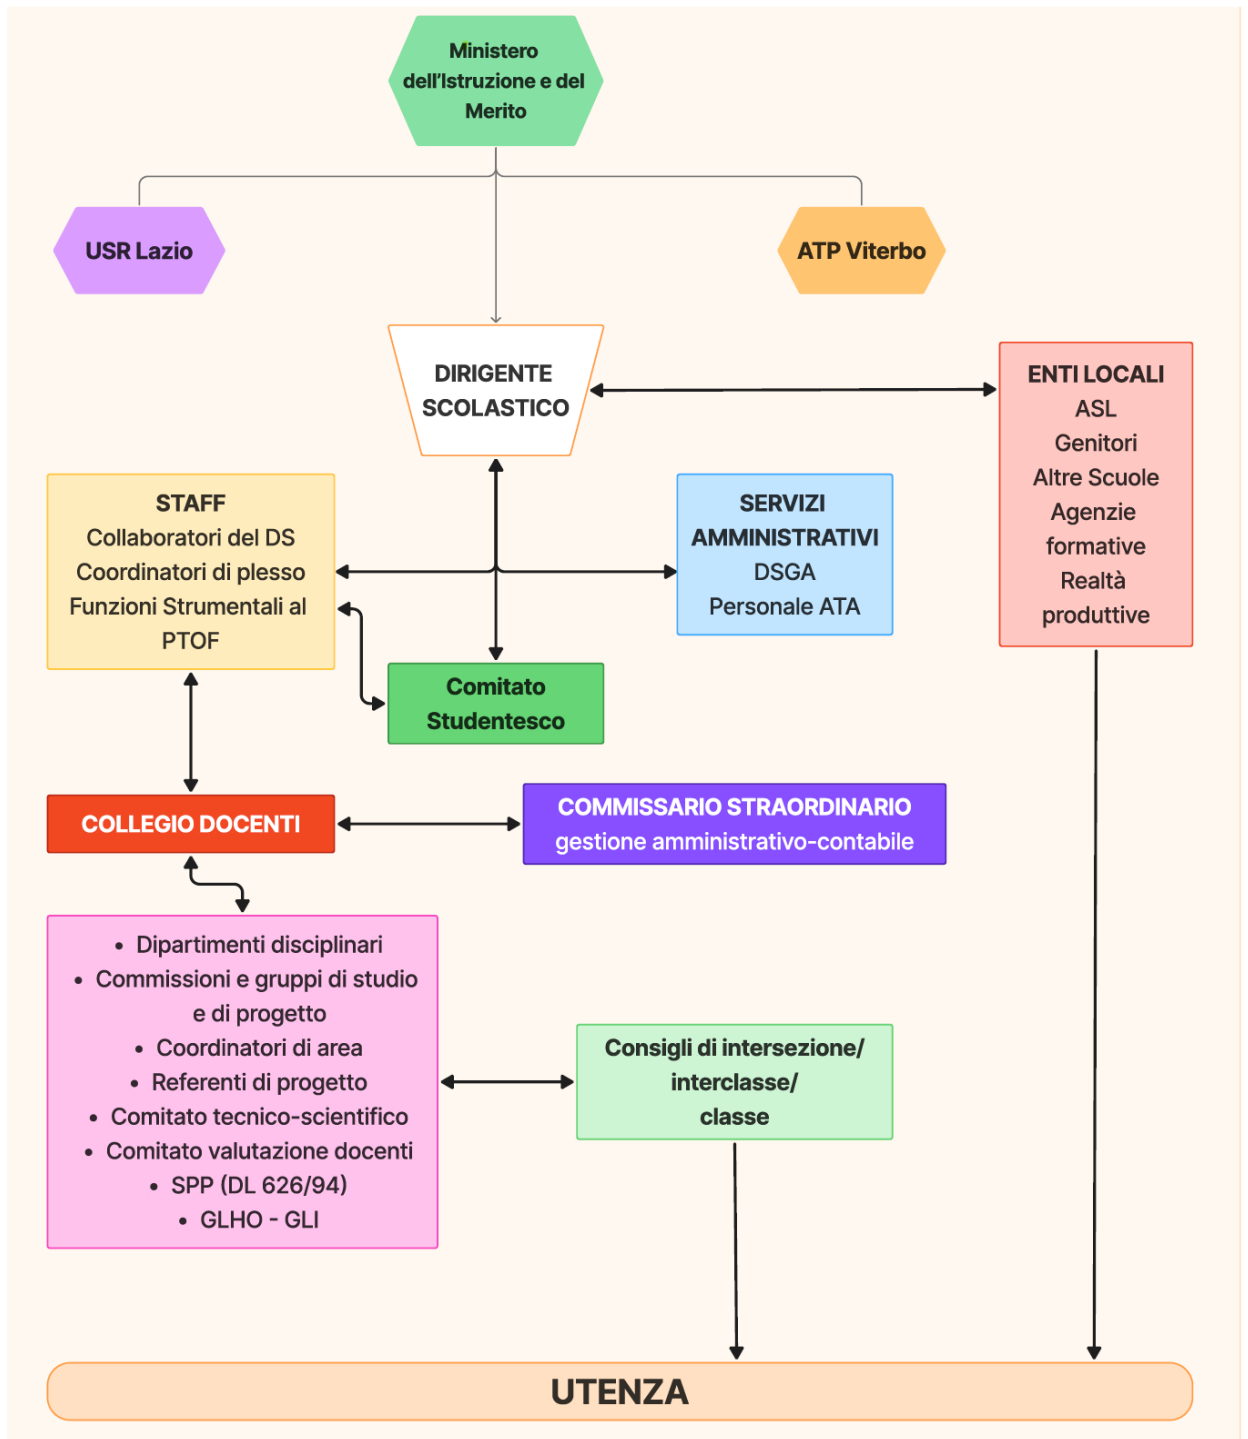 Ministero
dell'Istruzione e del
Merito
USR Lazio
ATP Viterbo
DIRIGENTE
SCOLASTICO
ENTI LOCALI
ASL
Genitori
Altre Scuole
Agenzie
formative
Realtà
produttive
STAFF
Collaboratori del DS
Coordinatori di plesso
Funzioni Strumentali al
PTOF
SERVIZI
AMMINISTRATIVI
DSGA
Personale ATA
Comitato
Studentesco
COLLEGIO DOCENTI
COMMISSARIO STRAORDINARIO
gestione amministrativo-contabile
• Dipartimenti disciplinari
• Commissioni e gruppi di studio
e di progetto
• Coordinatori di area
• Referenti di progetto
• Comitato tecnico-scientifico
• Comitato valutazione docenti
• SPP (DL 626/94)
• GLHO - GLI
Consigli di intersezione/
interclasse/
classe
UTENZA